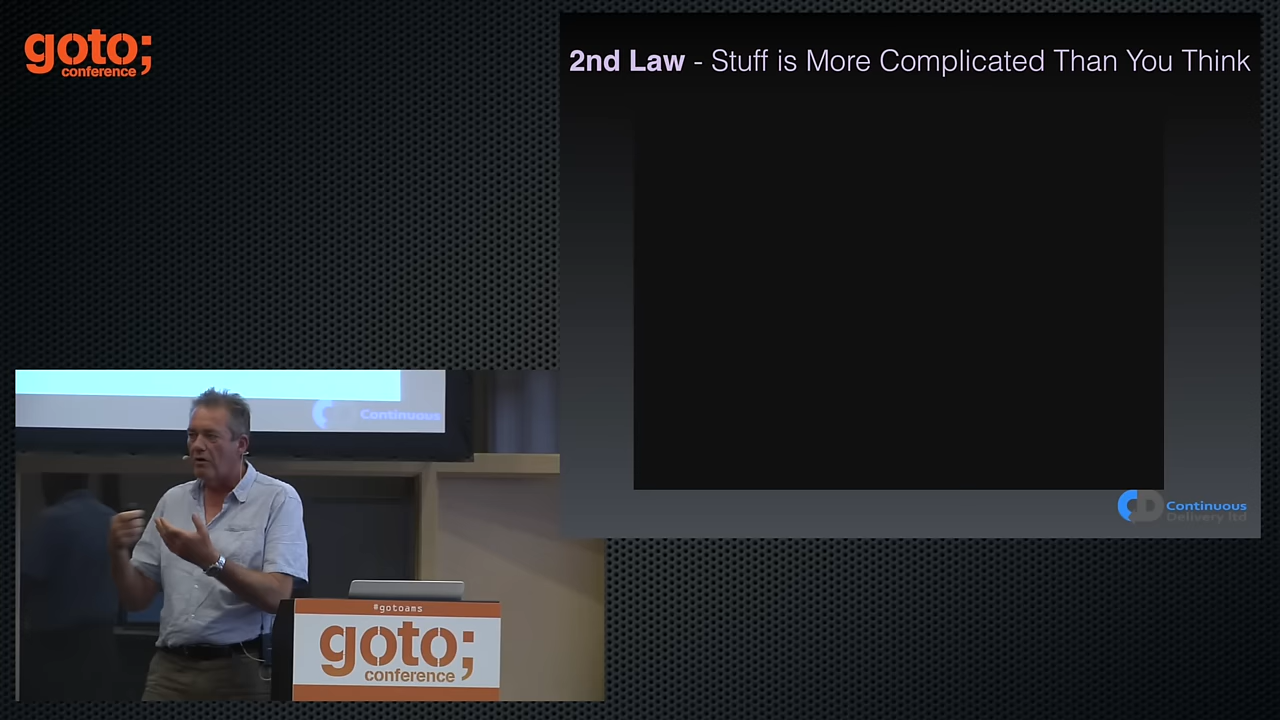 goto;
conference
2nd Law - Stuff is More Complicated Than You Think
Continuous
Delivery ltd
Continuous
#gotoams
goto;
conference